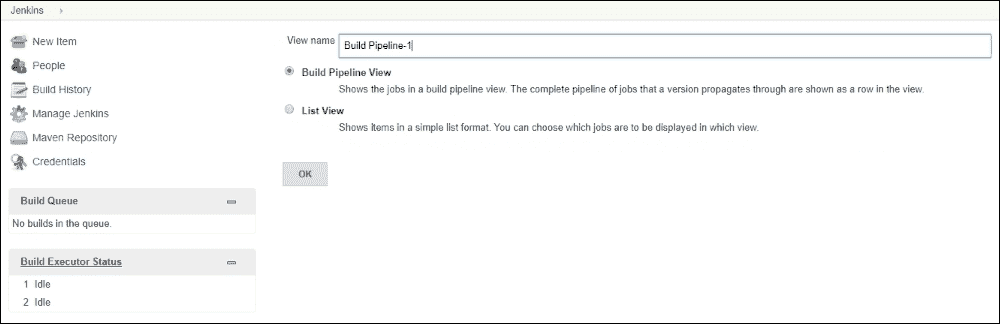 Jenkins
New Item
People
Build History
Manage Jenkins
Maven Repository
Credentials
Build Queue
No builds in the queue.
Build Executor Status
1 Idle
2 Idle
View name
Build Pipeline-1
Build Pipeline View
Shows the jobs in a build pipeline view. The complete pipeline of jobs that a version propagates through are shown as a row in the view.
List View
Shows items in a simple list format. You can choose which jobs are to be displayed in which view.
OK